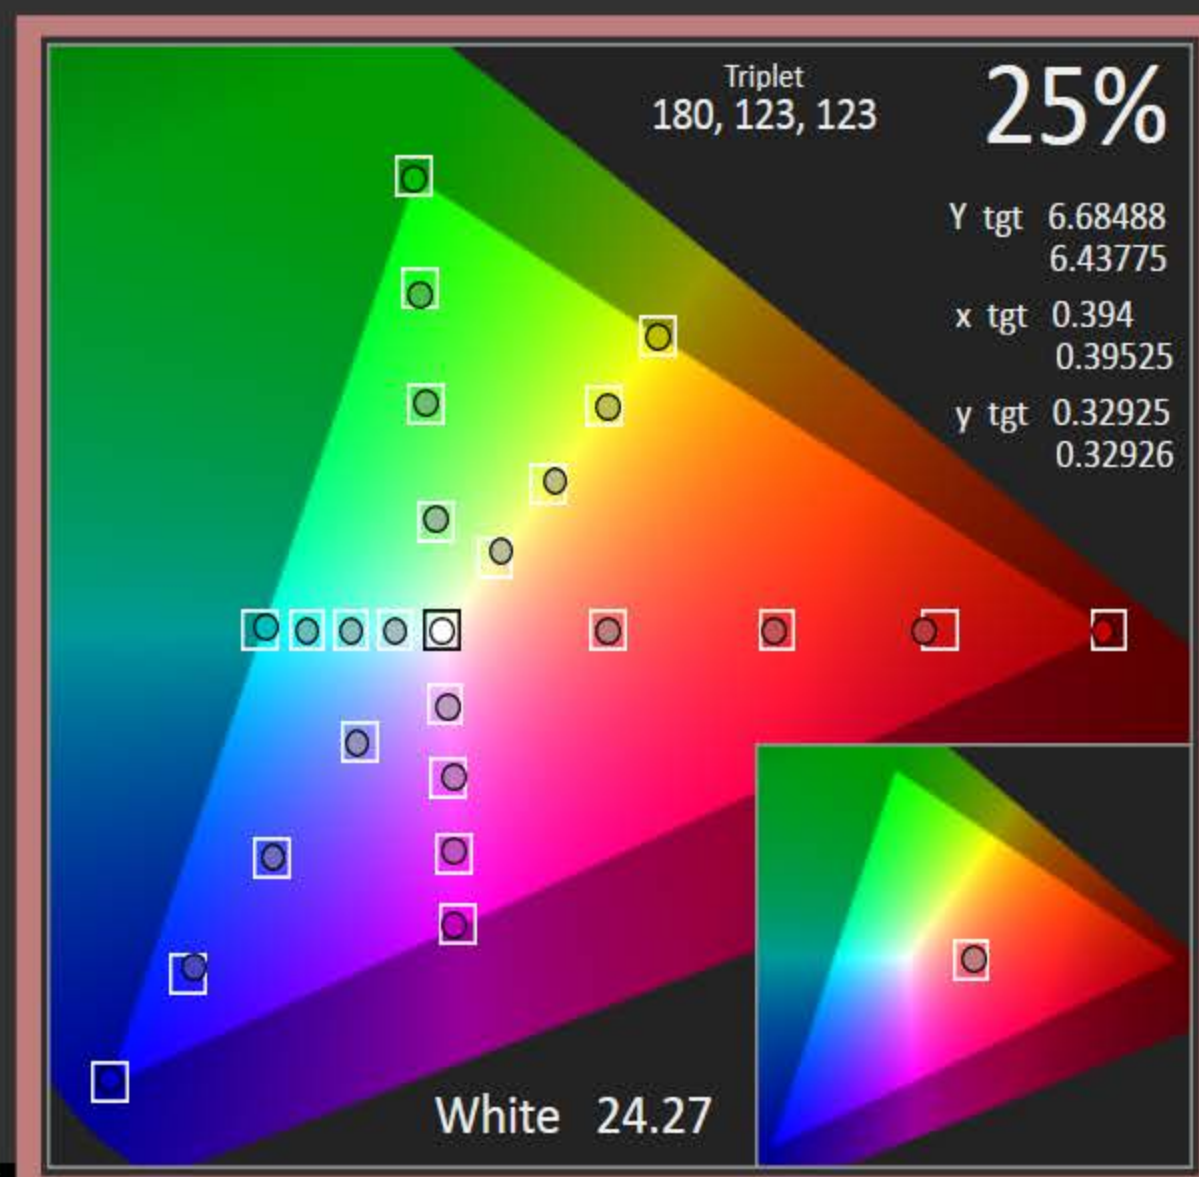 Triplet
180, 123, 123
25%
Y tgt 6.68488
6.43775
x tgt 0.394
0.39525
y tgt 0.32925
0.32926
White 24.27